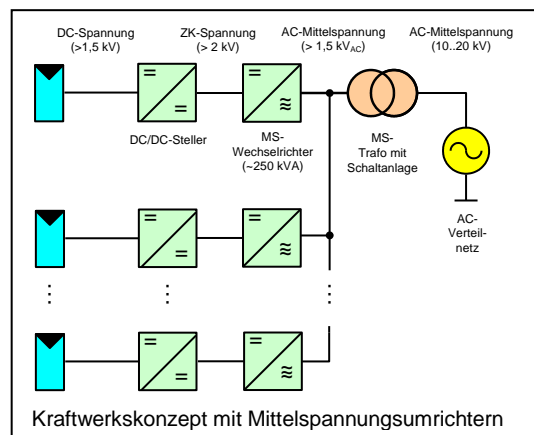 DC-Spannung
(>1,5 kV)
ZK-Spannung
(> 2 kV)
AC-Mittelspannung
(> 1,5 kVAC)
AC-Mittelspannung
(10..20 kV)
DC/DC-Steller
MS-
Wechselrichter
(~250 kVA)
MS-
Trafo mit
Schaltanlage
AC-
Verteil-
netz
Kraftwerkskonzept mit Mittelspannungsumrichtern